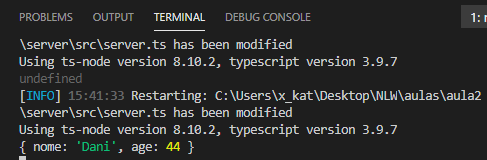 PROBLEMS OUTPUT TERMINAL DEBUG CONSOLE 1:
\server\src\server.ts has been modified
Using ts-node version 8.10.2, typescript version 3.9.7
undefined
[INFO] 15:41:33 Restarting: C:\Users\x_kat\Desktop\NLW\aulas\aula2
\server\src\server.ts has been modified
Using ts-node version 8.10.2, typescript version 3.9.7
{ nome: 'Dani', age: 44 }